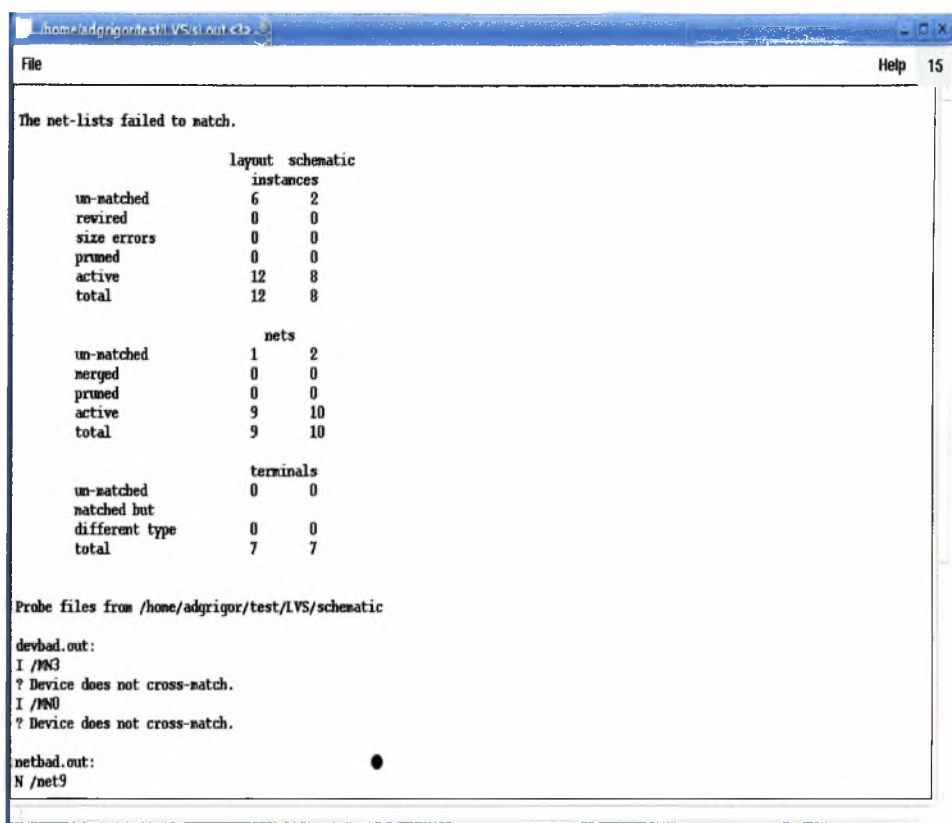 /home/adgrigor/test/LVS/si.out <3>
File Help 15
The net-lists failed to match.
layout schematic
instances
un-matched 6 2
rewired 0 0
size errors 0 0
pruned 0 0
active 12 8
total 12 8
nets
un-matched 1 2
merged 0 0
pruned 0 0
active 9 10
total 9 10
terminals
un-matched 0 0
matched but
different type 0 0
total 7 7
Probe files from /home/adgrigor/test/LVS/schematic
devbad.out:
I /MN3
? Device does not cross-match.
I /MN0
? Device does not cross-match.
netbad.out:
N /net9